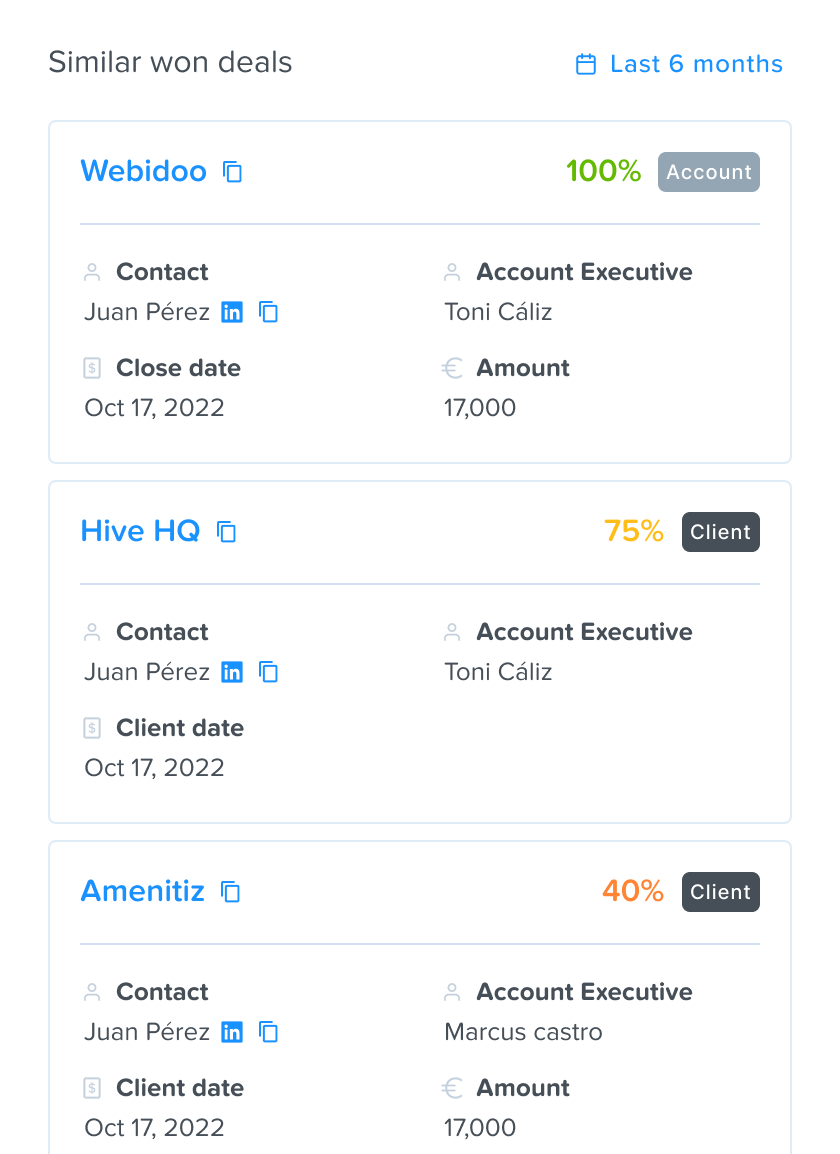 Similar won deals
Last 6 months
Webidoo
100% Account
Contact
Account Executive
Juan Pérez in
Toni Cáliz
$ Close date
€ Amount
Oct 17, 2022
17,000
Hive HQ
75% Client
Contact
Account Executive
Juan Pérez in
Toni Cáliz
$ Client date
Oct 17, 2022
Amenitiz
40% Client
Contact
Account Executive
Juan Pérez in
Marcus castro
$ Client date
€ Amount
Oct 17, 2022
17,000